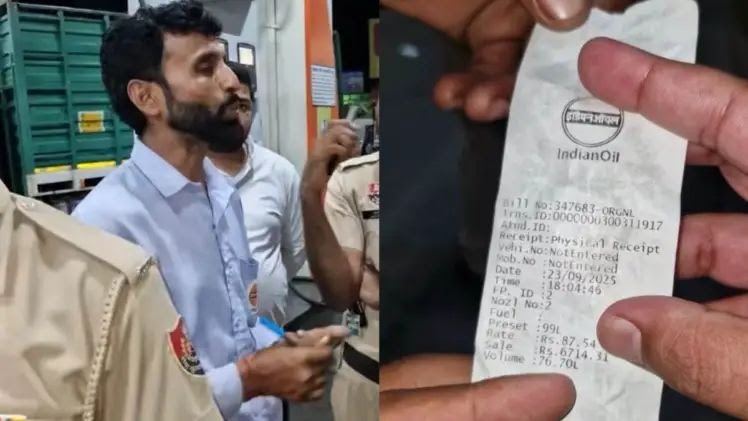 इंडियनऑयल
IndianOil
Bill No:347683-ORGNL
Trns.ID:0000000300311917
Atnd.ID:
Receipt:Physical Receipt
Vehi.No:NotEntered
Mob.No :NotEntered
Date :23/09/2025
Time :18:04:46
FP. ID :2
Nozl No:2
Fuel :
Preset :99L
Rate :Rs.87.54
Sale :Rs.6714.31
Volume :76.70L